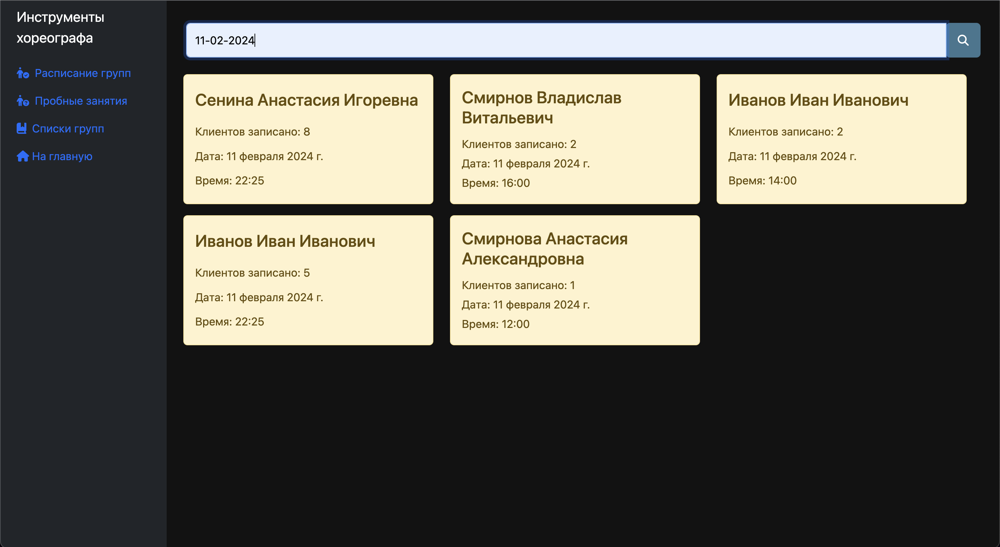 Инструменты
хореографа
Расписание групп
Пробные занятия
Списки групп
На главную
11-02-2024
Сенина Анастасия Игоревна
Клиентов записано: 8
Дата: 11 февраля 2024 г.
Время: 22:25
Смирнов Владислав
Витальевич
Клиентов записано: 2
Дата: 11 февраля 2024 г.
Время: 16:00
Иванов Иван Иванович
Клиентов записано: 2
Дата: 11 февраля 2024 г.
Время: 14:00
Иванов Иван Иванович
Клиентов записано: 5
Дата: 11 февраля 2024 г.
Время: 22:25
Смирнова Анастасия
Александровна
Клиентов записано: 1
Дата: 11 февраля 2024 г.
Время: 12:00